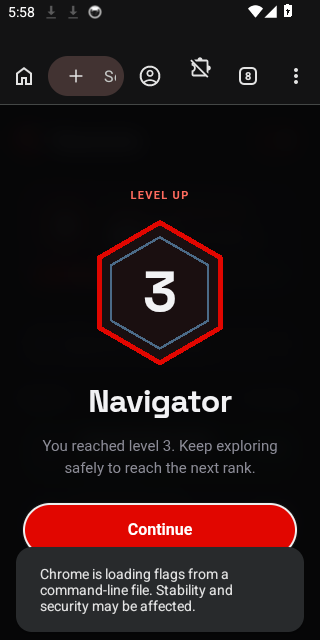 5:58
8
LEVEL UP
3
Navigator
You reached level 3. Keep exploring
safely to reach the next rank.
Continue
Chrome is loading flags from a
command-line file. Stability and
security may be affected.